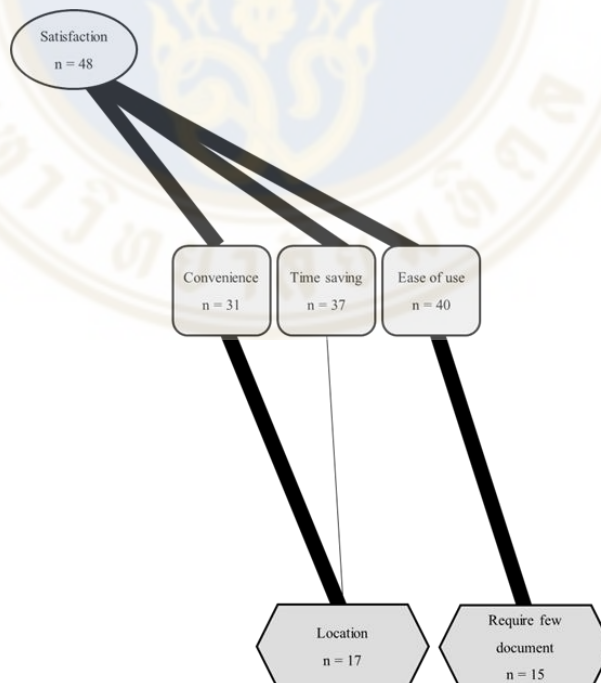 Satisfaction
n = 48
Convenience
n = 31
Time saving
n = 37
Ease of use
n = 40
Location
n = 17
Require few
document
n = 15